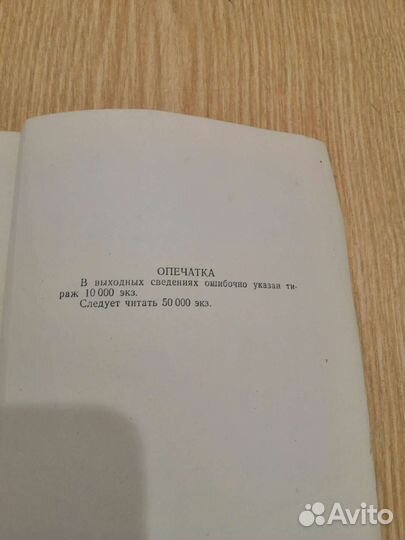 ОПЕЧАТКА
В выходных сведениях ошибочно указан ти-
раж 10 000 экз.
Следует читать 50 000 экз.
Avito